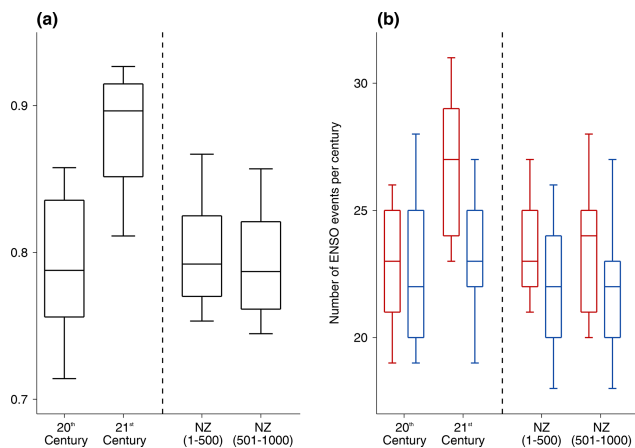 (a)
0.9
0.8
0.7
20th
Century
21st
Century
NZ
(1-500)
NZ
(501-1000)
(b)
Number of ENSO events per century
30
25
20
20th
Century
21st
Century
NZ
(1-500)
NZ
(501-1000)